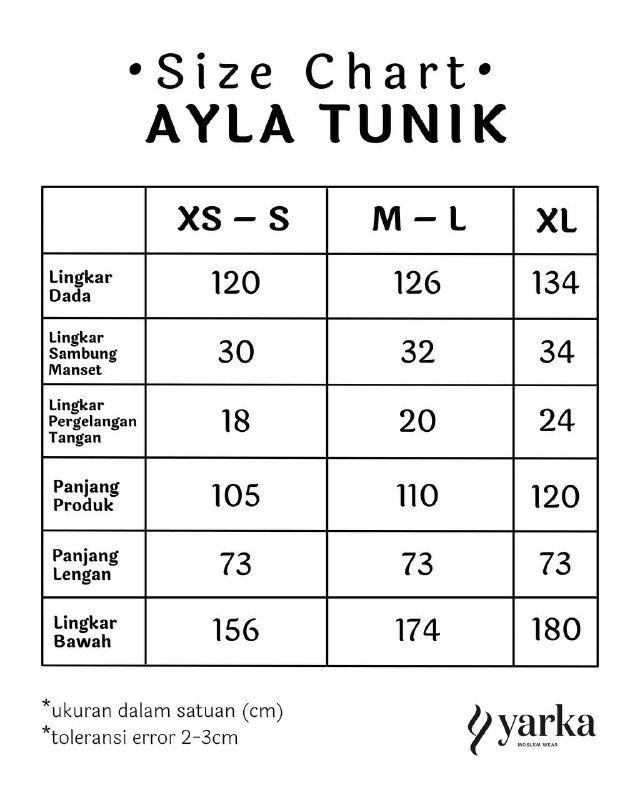 •Size Chart•
AYLA TUNIK
XS – S M – L XL
Lingkar Dada 120 126 134
Lingkar Sambung Manset 30 32 34
Lingkar Pergelangan Tangan 18 20 24
Panjang Produk 105 110 120
Panjang Lengan 73 73 73
Lingkar Bawah 156 174 180
*ukuran dalam satuan (cm)
*toleransi error 2-3cm
yarka
MOSLEM WEAR